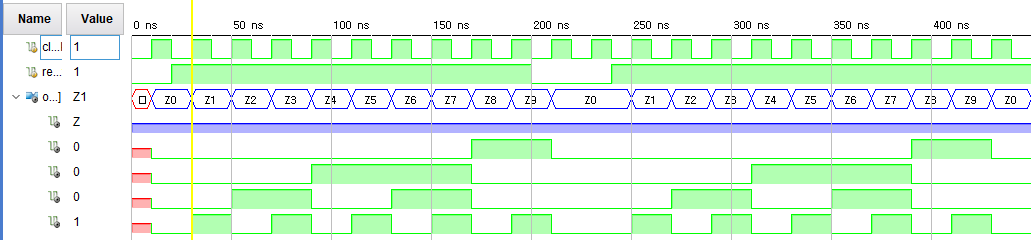 Name Value 0 ns 50 ns 100 ns 150 ns 200 ns 250 ns 300 ns 350 ns 400 ns
cl...l 1
re... 1
o...] Z1 Z0 Z1 Z2 Z3 Z4 Z5 Z6 Z7 Z8 Z9 Z0 Z1 Z2 Z3 Z4 Z5 Z6 Z7 Z8 Z9 Z0
Z
0
0
0
1